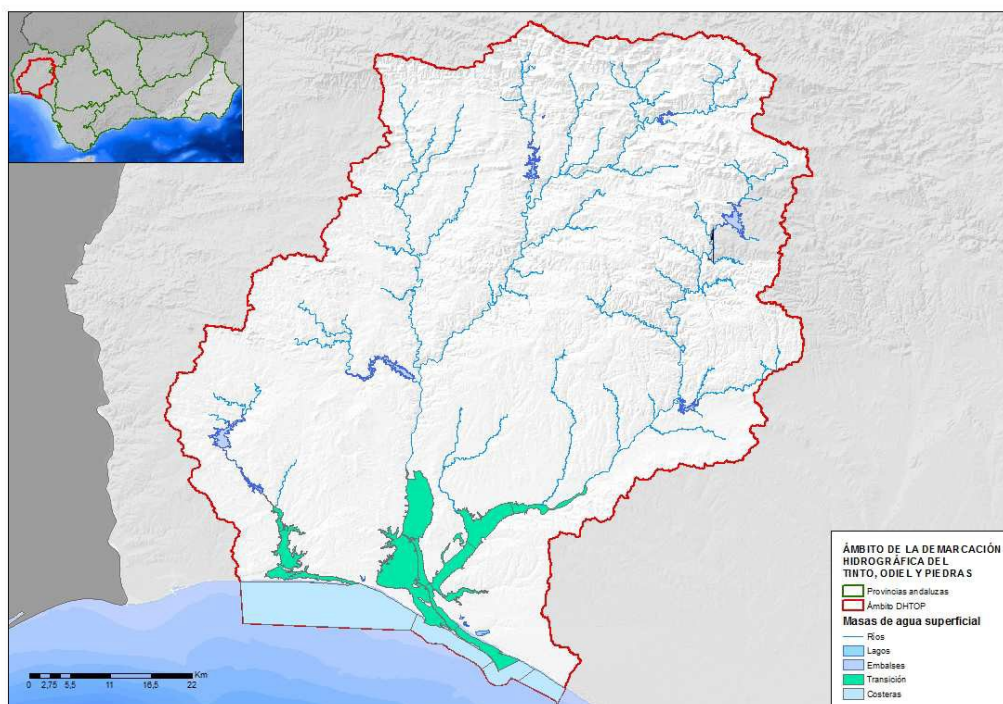 ÁMBITO DE LA DEMARCACIÓN
HIDROGRÁFICA DEL
TINTO, ODIEL Y PIEDRAS
Provincias andaluzas
Ámbito DHTOP
Masas de agua superficial
Ríos
Lagos
Embalses
Transición
Costeras
Km
0 2,75 5,5 11 16,5 22